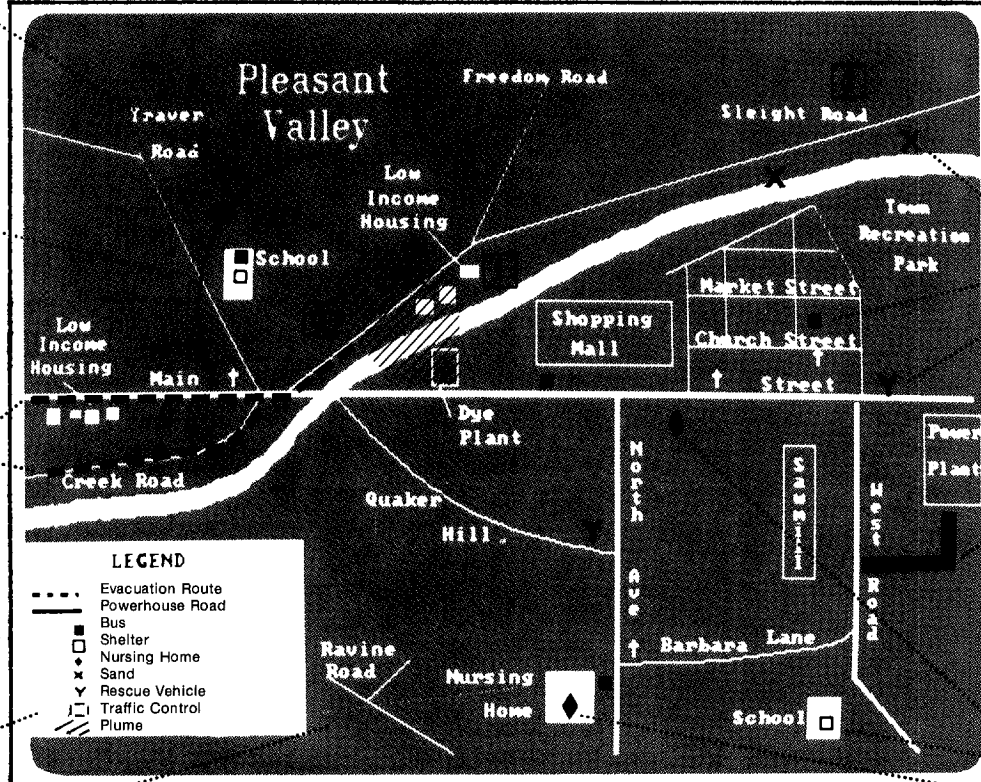 Pleasant
Valley
Freedom Road
Sleight Road
Traver
Road
Low
Income
Housing
School
Town
Recreation
Park
Market Street
Church Street
Street
Shopping
Mall
Low
Income
Housing
Main
Dye
Plant
Power
Plant
Creek Road
Quaker
Hill.
North
Ave
Sawmill
West
Road
Barbara Lane
Ravine
Road
Nursing
Home
School
LEGEND
Evacuation Route
Powerhouse Road
Bus
Shelter
Nursing Home
Sand
Rescue Vehicle
Traffic Control
Plume